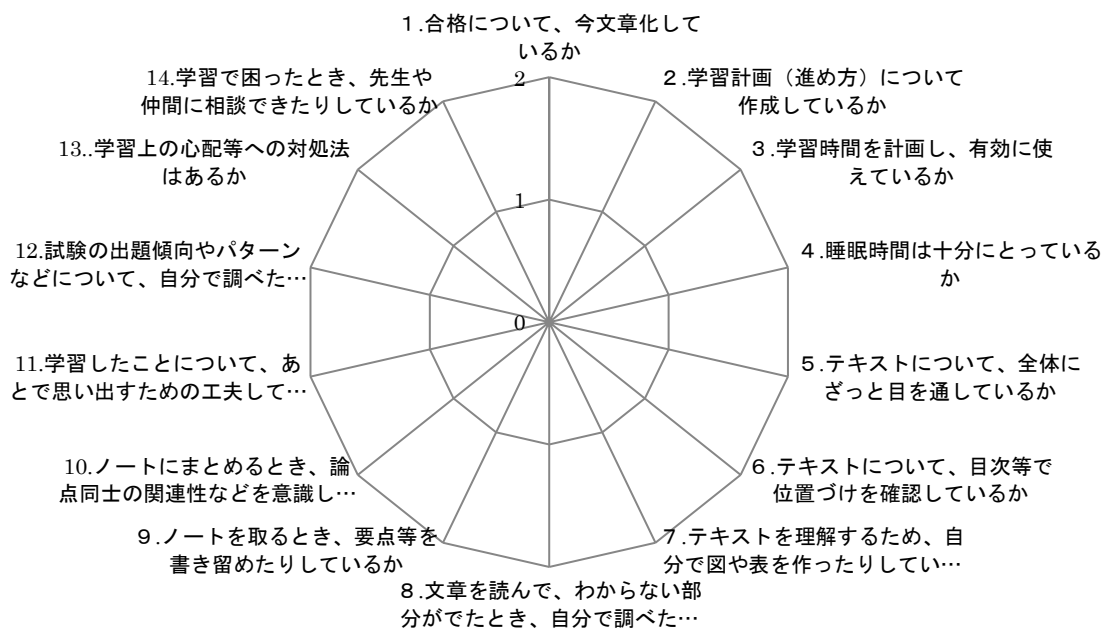 １.合格について、今文章化して
いるか
２.学習計画（進め方）について
作成しているか
３.学習時間を計画し、有効に使
えているか
４.睡眠時間は十分にとっている
か
５.テキストについて、全体に
ざっと目を通しているか
６.テキストについて、目次等で
位置づけを確認しているか
７.テキストを理解するため、自
分で図や表を作ったりしてい…
８.文章を読んで、わからない部
分がでたとき、自分で調べた…
９.ノートを取るとき、要点等を
書き留めたりしているか
10.ノートにまとめるとき、論
点同士の関連性などを意識し…
11.学習したことについて、あ
とで思い出すための工夫して…
12.試験の出題傾向やパターン
などについて、自分で調べた…
13..学習上の心配等への対処法
はあるか
14.学習で困ったとき、先生や
仲間に相談できたりしているか
2
1
0